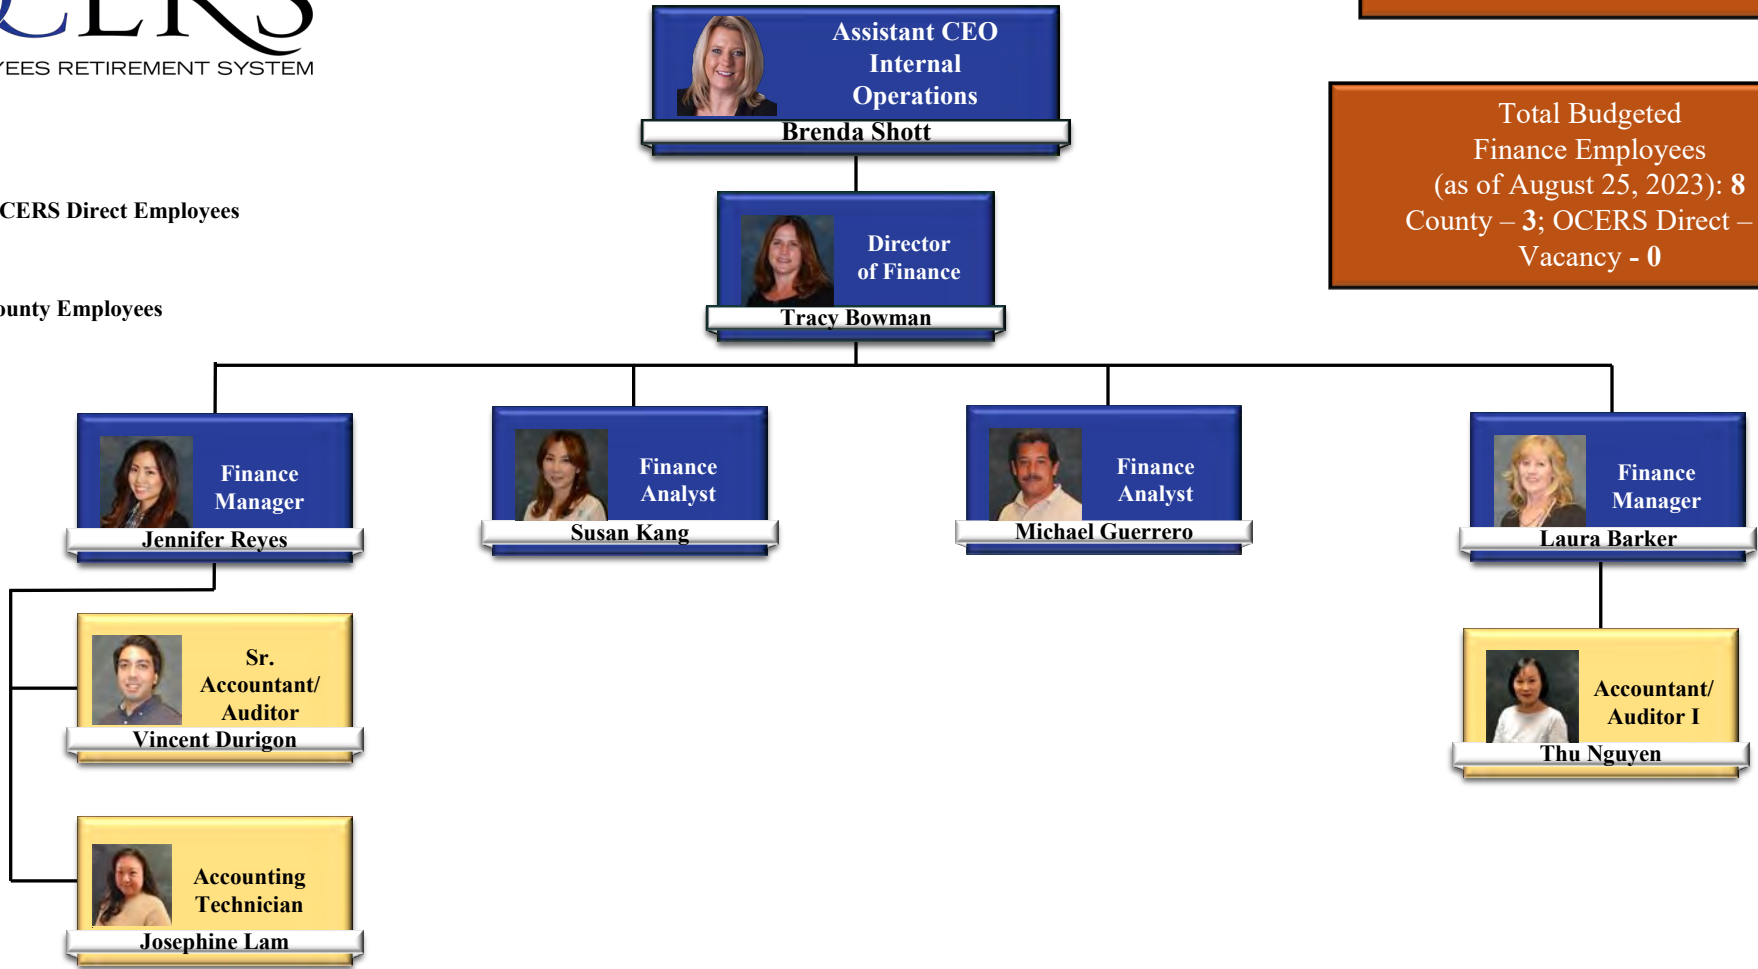 YEES RETIREMENT SYSTEM
Assistant CEO
Internal
Operations
Brenda Shott
Total Budgeted
Finance Employees
(as of August 25, 2023): 8
County – 3; OCERS Direct –
Vacancy - 0
CERS Direct Employees
ounty Employees
Director
of Finance
Tracy Bowman
Finance
Manager
Jennifer Reyes
Finance
Analyst
Susan Kang
Finance
Analyst
Michael Guerrero
Finance
Manager
Laura Barker
Sr.
Accountant/
Auditor
Vincent Durigon
Accountant/
Auditor I
Thu Nguyen
Accounting
Technician
Josephine Lam